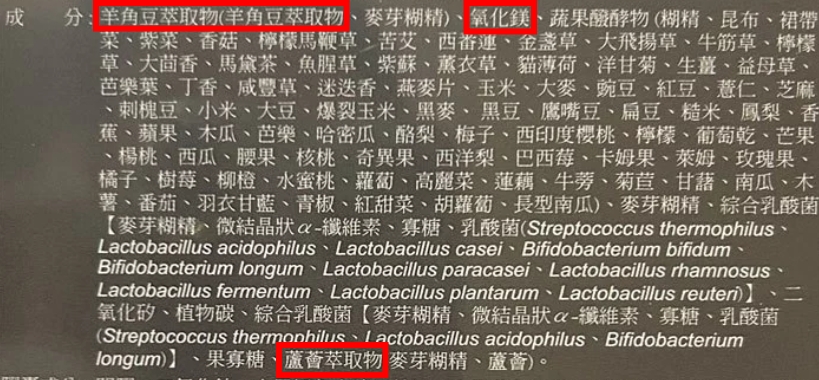 成　　分:羊角豆萃取物(羊角豆萃取物、麥芽糊精)、氧化鎂、蔬果醱酵物(糊精、昆布、裙帶
菜、紫菜、香菇、檸檬馬鞭草、苦艾、西番蓮、金盞草、大飛揚草、牛筋草、檸檬
草、大茴香、馬黛茶、魚腥草、紫蘇、薰衣草、貓薄荷、洋甘菊、生薑、益母草、
芭樂葉、丁香、咸豐草、迷迭香、燕麥片、玉米、大麥、豌豆、紅豆、薏仁、芝麻
、刺槐豆、小米、大豆、爆裂玉米、黑麥、黑豆、鷹嘴豆、扁豆、糙米、鳳梨、香
蕉、蘋果、木瓜、芭樂、哈密瓜、酪梨、梅子、西印度櫻桃、檸檬、葡萄乾、芒果
、楊桃、西瓜、腰果、核桃、奇異果、西洋梨、巴西莓、卡姆果、萊姆、玫瑰果、
橘子、樹莓、柳橙、水蜜桃、蘿蔔、高麗菜、蓮藕、牛蒡、菊苣、甘藷、南瓜、木
薯、番茄、羽衣甘藍、青椒、紅甜菜、胡蘿蔔、長型南瓜)、麥芽糊精、綜合乳酸菌
【麥芽糊精、微結晶狀α-纖維素、寡糖、乳酸菌(Streptococcus thermophilus、
Lactobacillus acidophilus、Lactobacillus casei、Bifidobacterium bifidum、
Bifidobacterium longum、Lactobacillus paracasei、Lactobacillus rhamnosus、
Lactobacillus fermentum、Lactobacillus plantarum、Lactobacillus reuteri)】、二
氧化矽、植物碳、綜合乳酸菌【麥芽糊精、微結晶狀α-纖維素、寡糖、乳酸菌
(Streptococcus thermophilus、Lactobacillus acidophilus、Bifidobacterium
longum)】、果寡糖、蘆薈萃取物 麥芽糊精、蘆薈)。